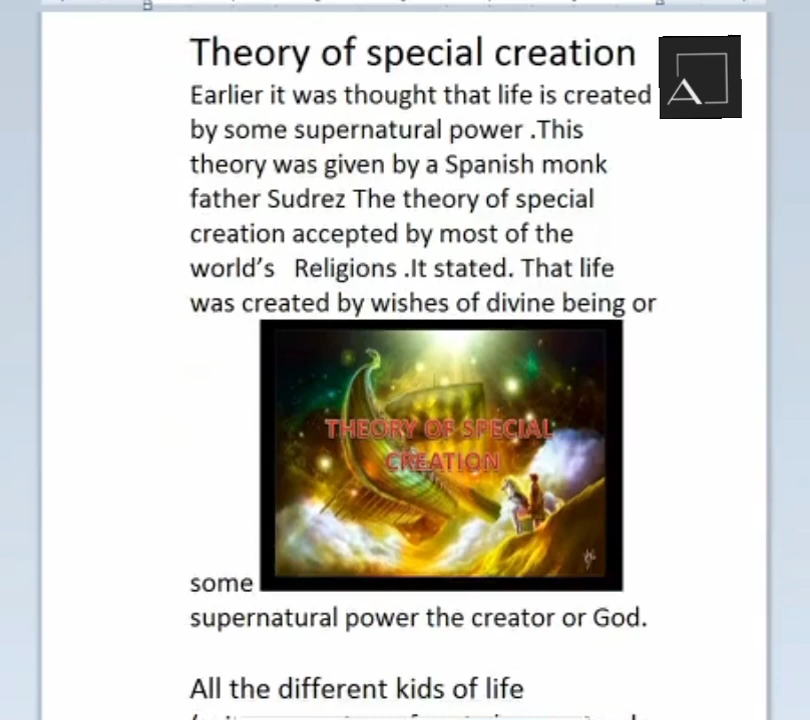 Theory of special creation
A
Earlier it was thought that life is created
by some supernatural power .This
theory was given by a Spanish monk
father Sudrez The theory of special
creation accepted by most of the
world’s Religions .It stated. That life
was created by wishes of divine being or
THEORY OF SPECIAL
CREATION
some
supernatural power the creator or God.
All the different kids of life